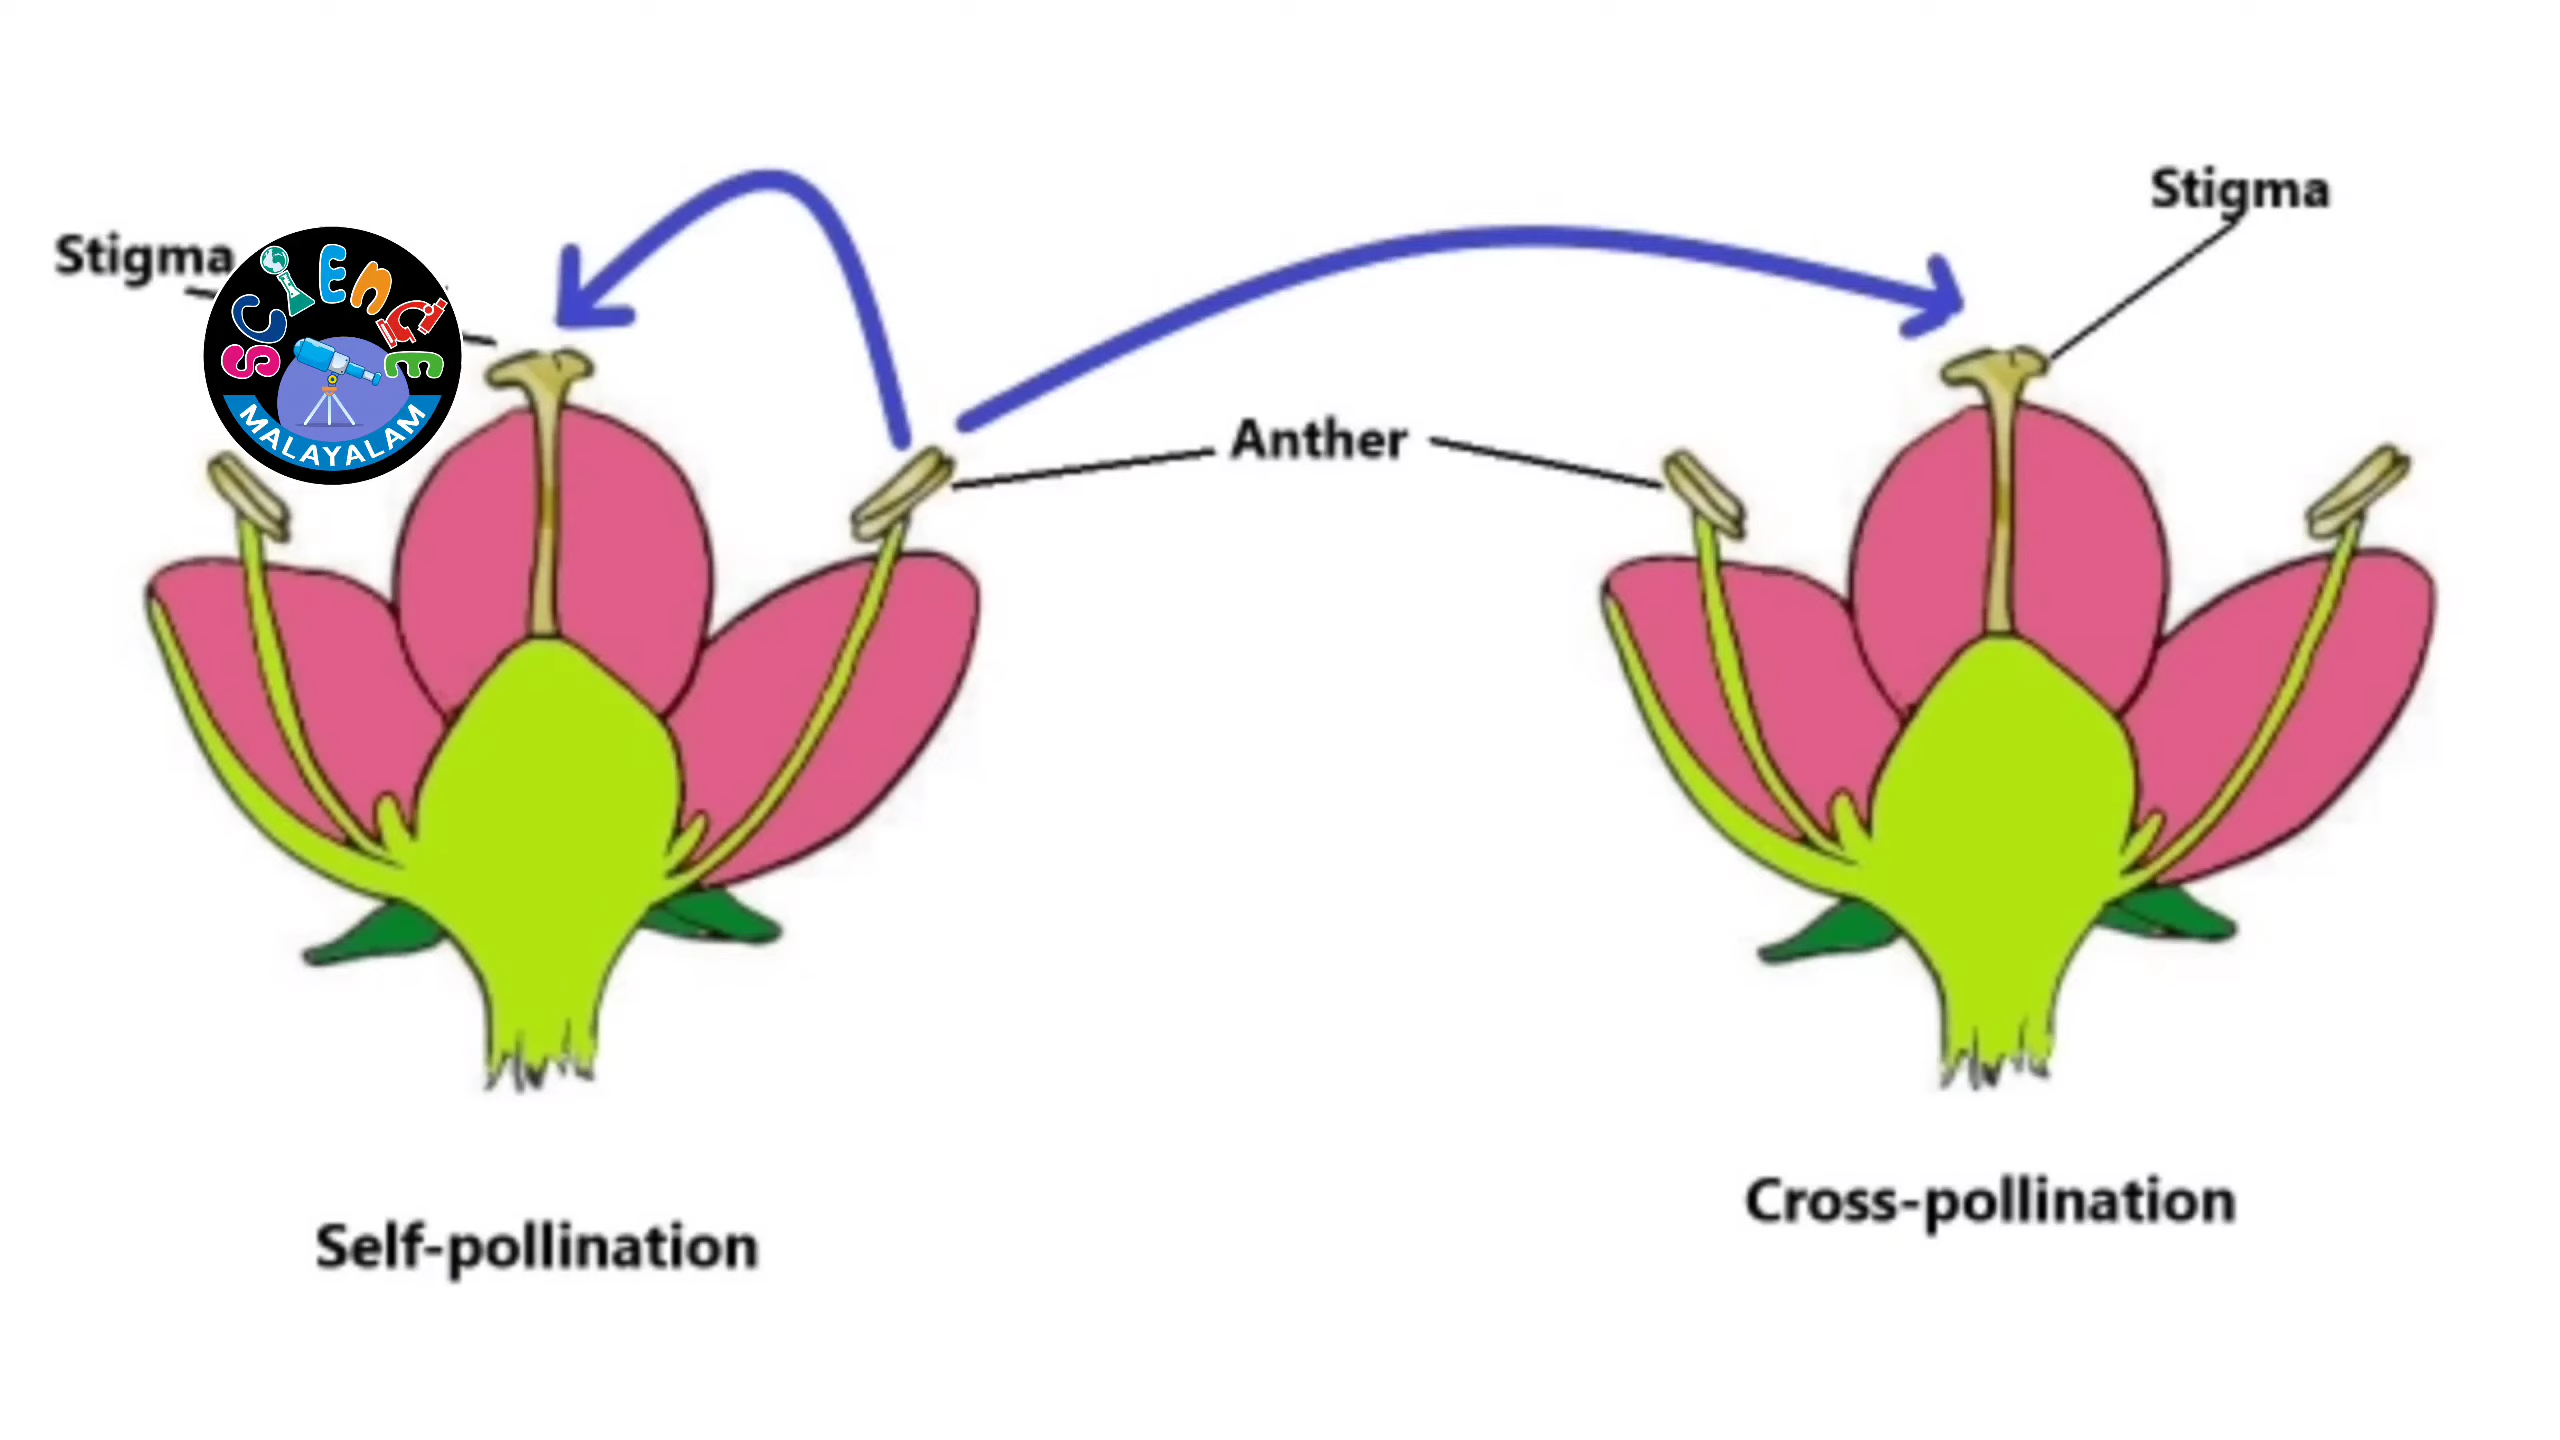 Stigma
Stigma
SCIENCE
MALAYALAM
Anther
Cross-pollination
Self-pollination